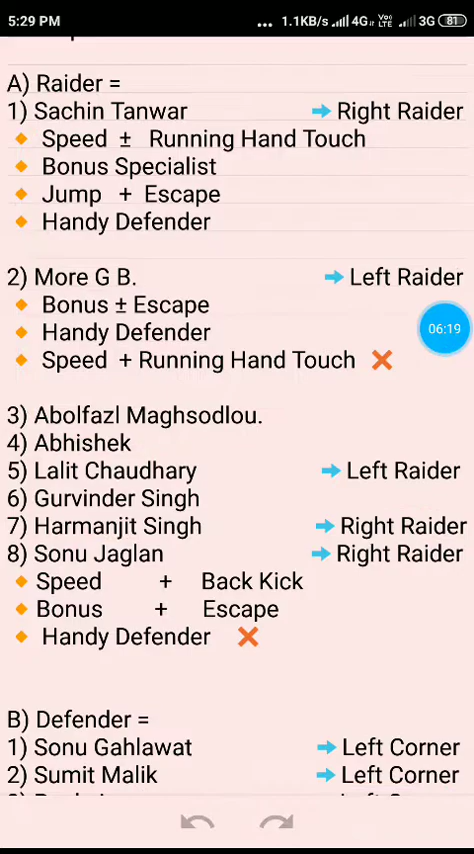 5:29 PM ... 1.1KB/s 4G Vo LTE 3G 81
A) Raider =
1) Sachin Tanwar ➡ Right Raider
🔸 Speed ± Running Hand Touch
🔸 Bonus Specialist
🔸 Jump + Escape
🔸 Handy Defender
2) More G B. ➡ Left Raider
🔸 Bonus ± Escape
🔸 Handy Defender
06:19
🔸 Speed + Running Hand Touch ❌
3) Abolfazl Maghsodlou.
4) Abhishek
5) Lalit Chaudhary ➡ Left Raider
6) Gurvinder Singh
7) Harmanjit Singh ➡ Right Raider
8) Sonu Jaglan ➡ Right Raider
🔸 Speed + Back Kick
🔸 Bonus + Escape
🔸 Handy Defender ❌
B) Defender =
1) Sonu Gahlawat ➡ Left Corner
2) Sumit Malik ➡ Left Corner